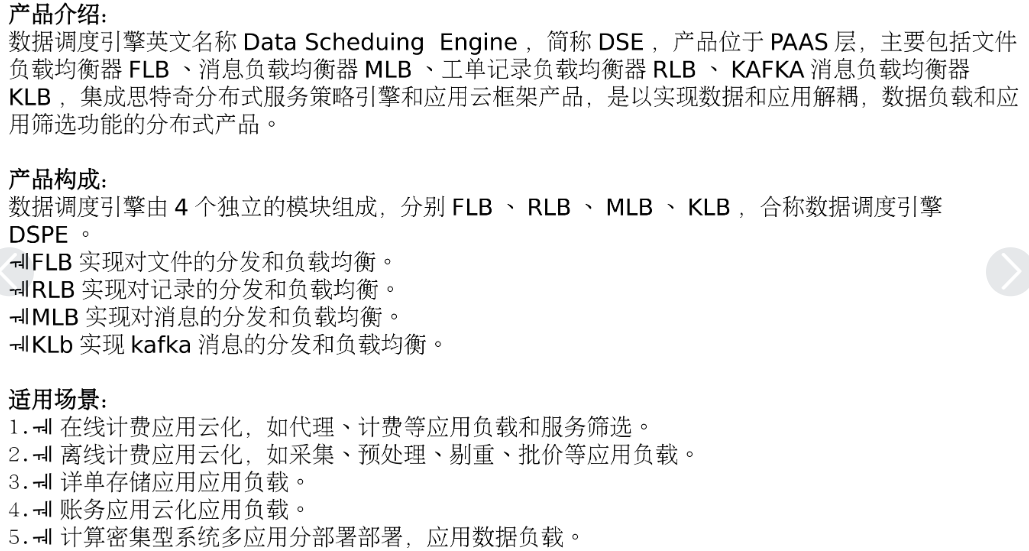 产品介绍:
数据调度引擎英文名称 Data Scheduing  Engine ，简称 DSE ，产品位于 PAAS 层，主要包括文件
负载均衡器 FLB 、消息负载均衡器 MLB 、工单记录负载均衡器 RLB 、 KAFKA 消息负载均衡器
KLB ，集成思特奇分布式服务策略引擎和应用云框架产品，是以实现数据和应用解耦，数据负载和应
用筛选功能的分布式产品。
产品构成:
数据调度引擎由 4 个独立的模块组成，分别 FLB 、 RLB 、 MLB 、 KLB ，合称数据调度引擎
DSPE 。
FLB 实现对文件的分发和负载均衡。
RLB 实现对记录的分发和负载均衡。
MLB 实现对消息的分发和负载均衡。
KLb 实现 kafka 消息的分发和负载均衡。
适用场景:
1. 在线计费应用云化，如代理、计费等应用负载和服务筛选。
2. 离线计费应用云化，如采集、预处理、剔重、批价等应用负载。
3. 详单存储应用应用负载。
4. 账务应用云化应用负载。
5. 计算密集型系统多应用分部署部署，应用数据负载。